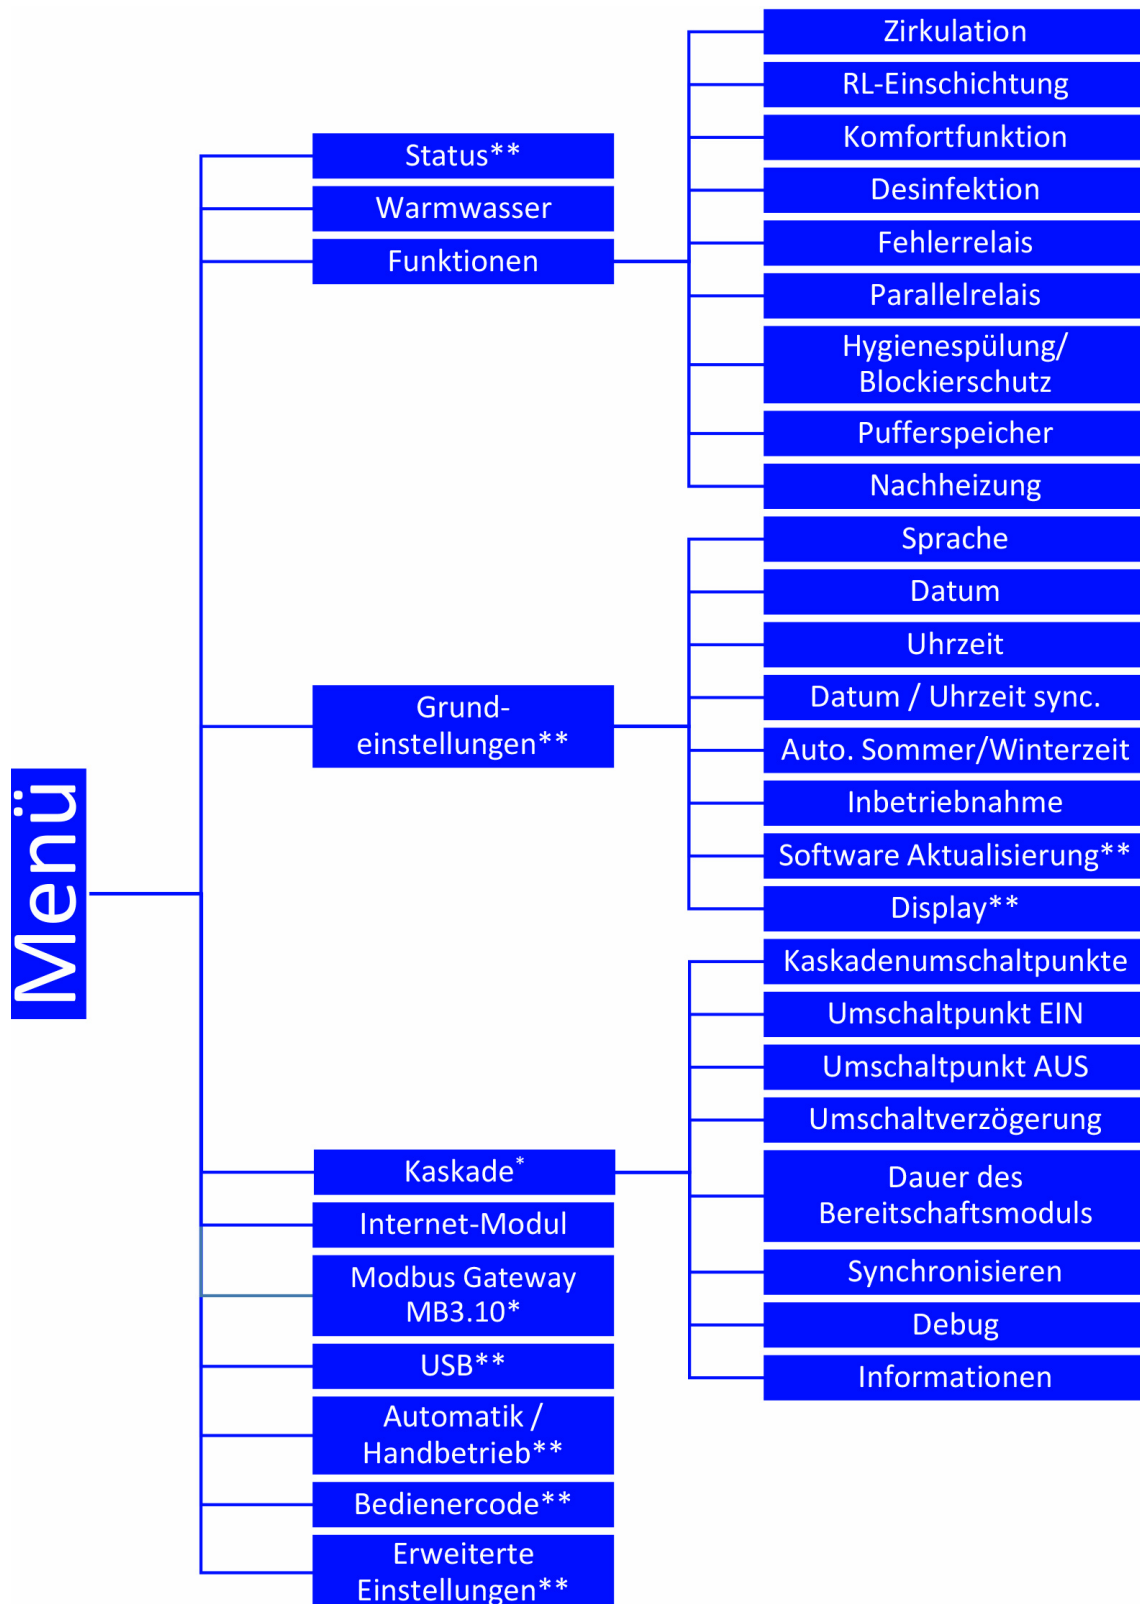 Menü
Status**
Warmwasser
Funktionen
Zirkulation
RL-Einschichtung
Komfortfunktion
Desinfektion
Fehlerrelais
Parallelrelais
Hygienespülung/
Blockierschutz
Pufferspeicher
Nachheizung
Grund-
einstellungen**
Sprache
Datum
Uhrzeit
Datum / Uhrzeit sync.
Auto. Sommer/Winterzeit
Inbetriebnahme
Software Aktualisierung**
Display**
Kaskade*
Kaskadenumschaltpunkte
Umschaltpunkt EIN
Umschaltpunkt AUS
Umschaltverzögerung
Dauer des
Bereitschaftsmoduls
Synchronisieren
Debug
Informationen
Internet-Modul
Modbus Gateway
MB3.10*
USB**
Automatik /
Handbetrieb**
Bedienercode**
Erweiterte
Einstellungen**